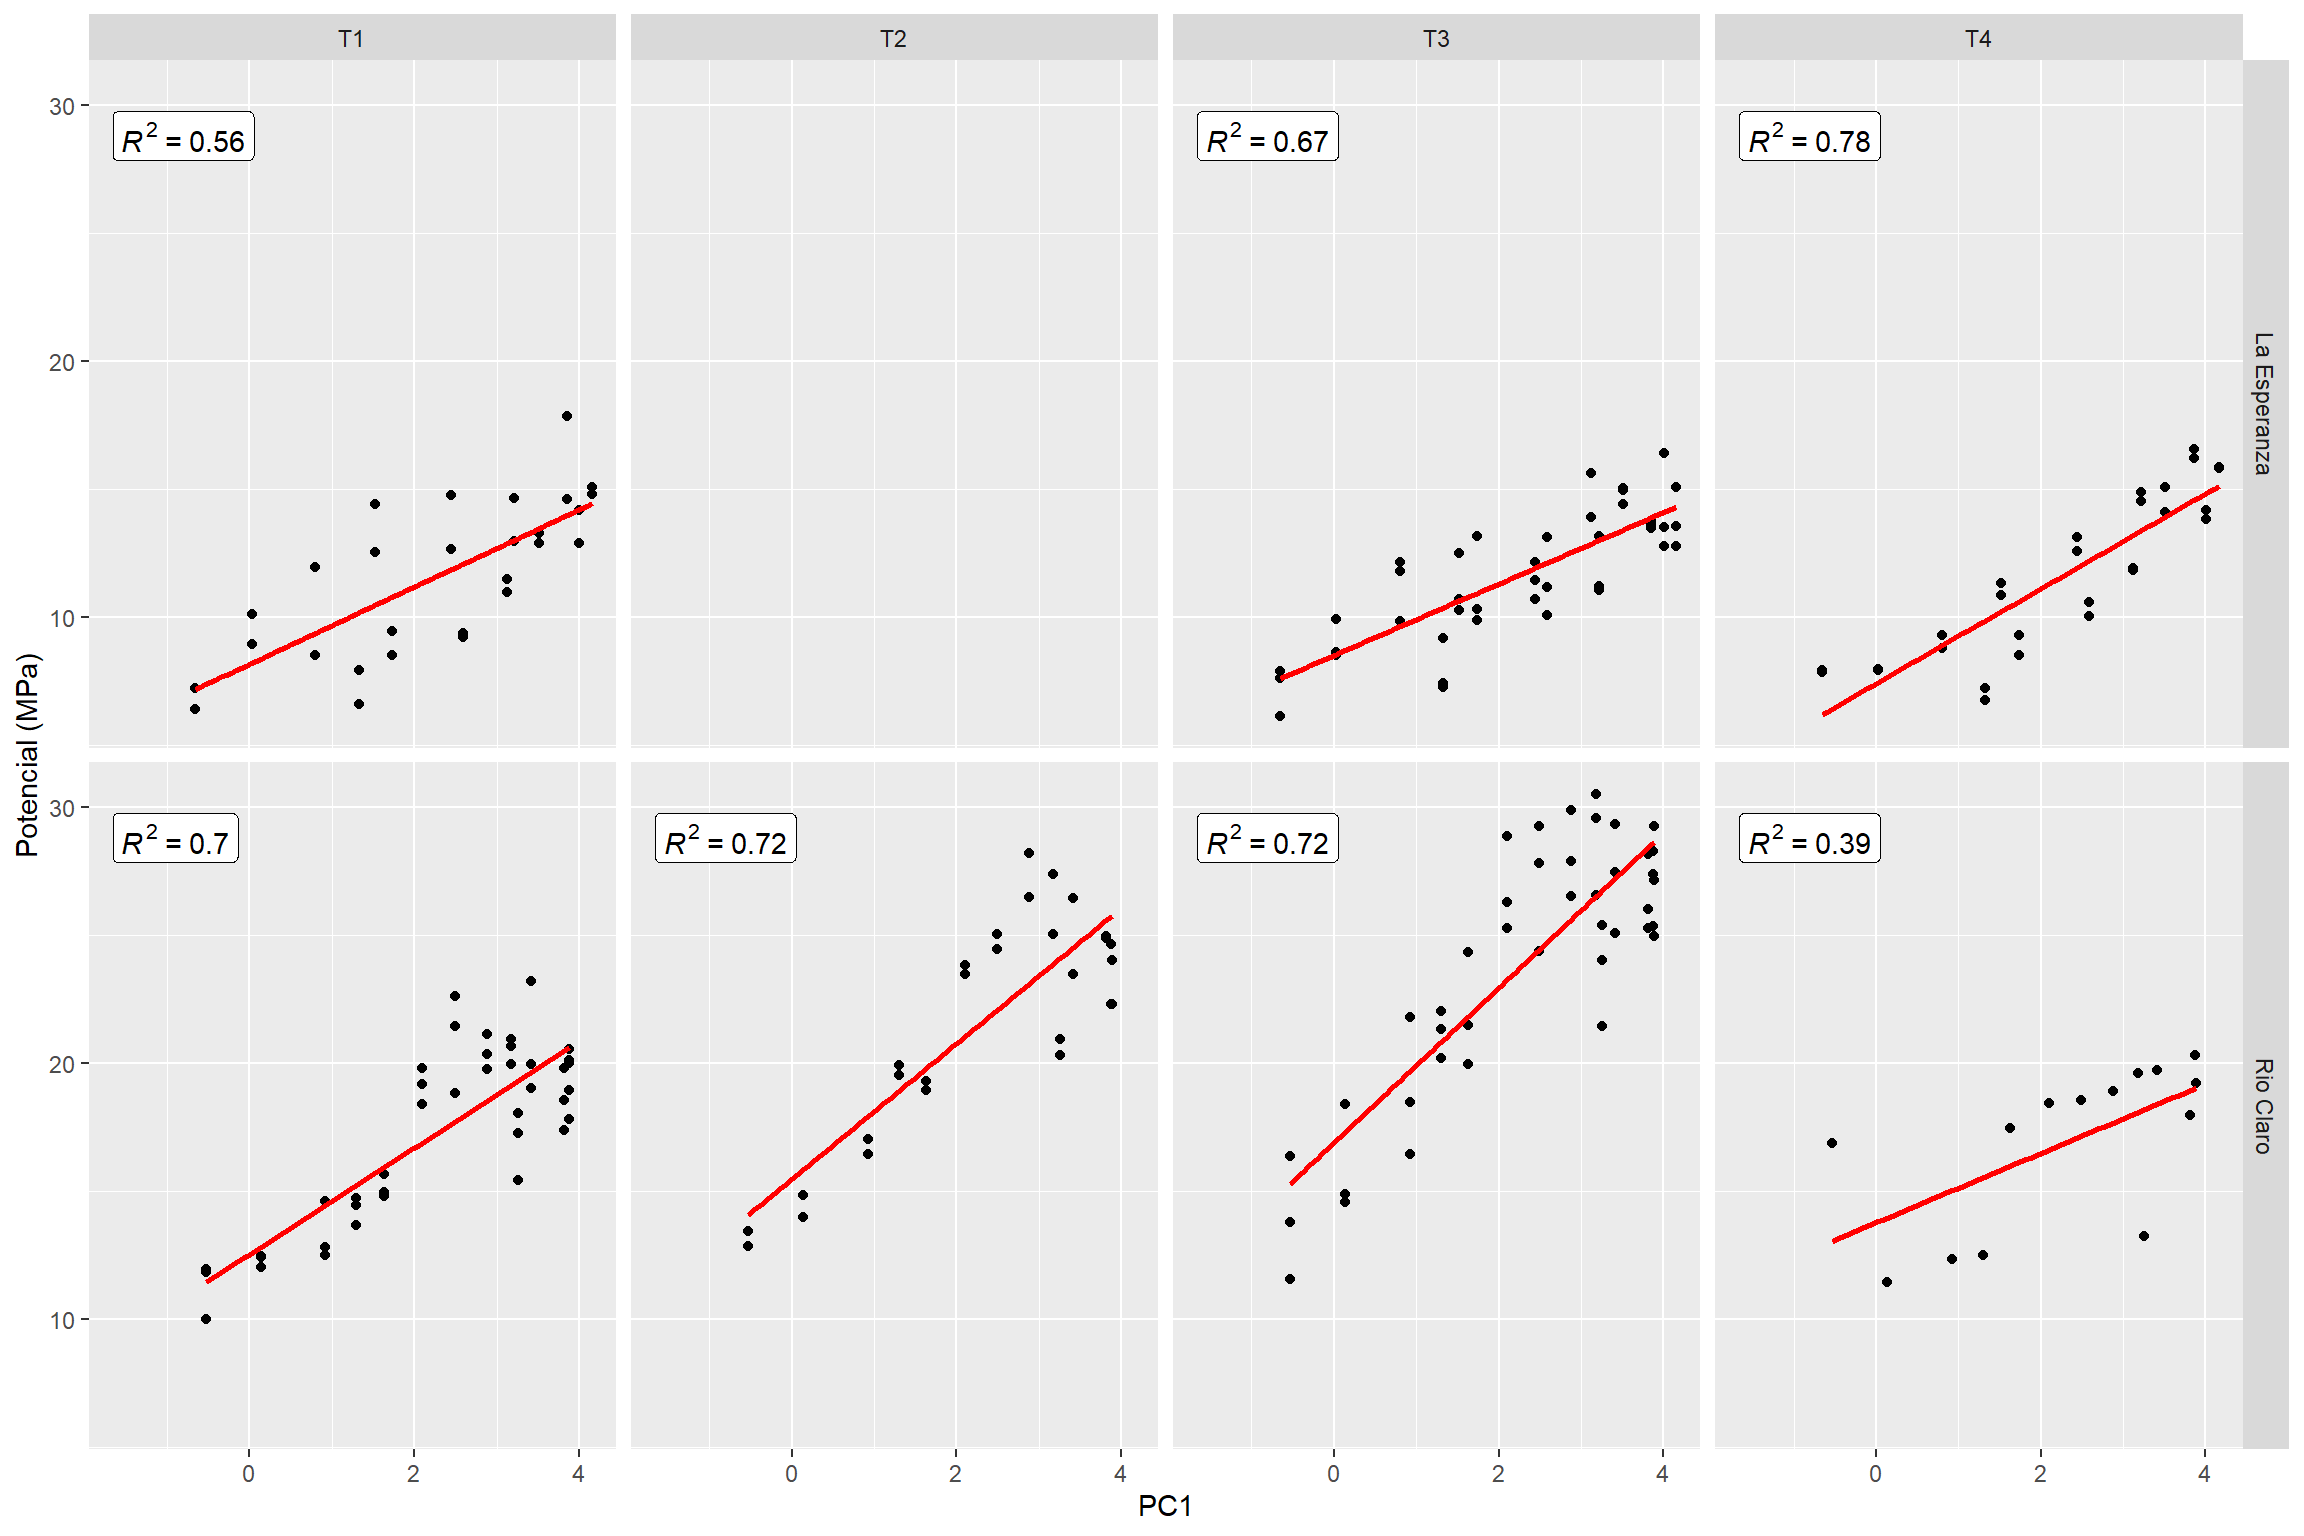 T1 T2 T3 T4
30
R² = 0.56 R² = 0.67 R² = 0.78
20
10
La Esperanza
Potencial (MPa)
30
R² = 0.7 R² = 0.72 R² = 0.72 R² = 0.39
20
10
Rio Claro
0 2 4 0 2 4 0 2 4 0 2 4
PC1